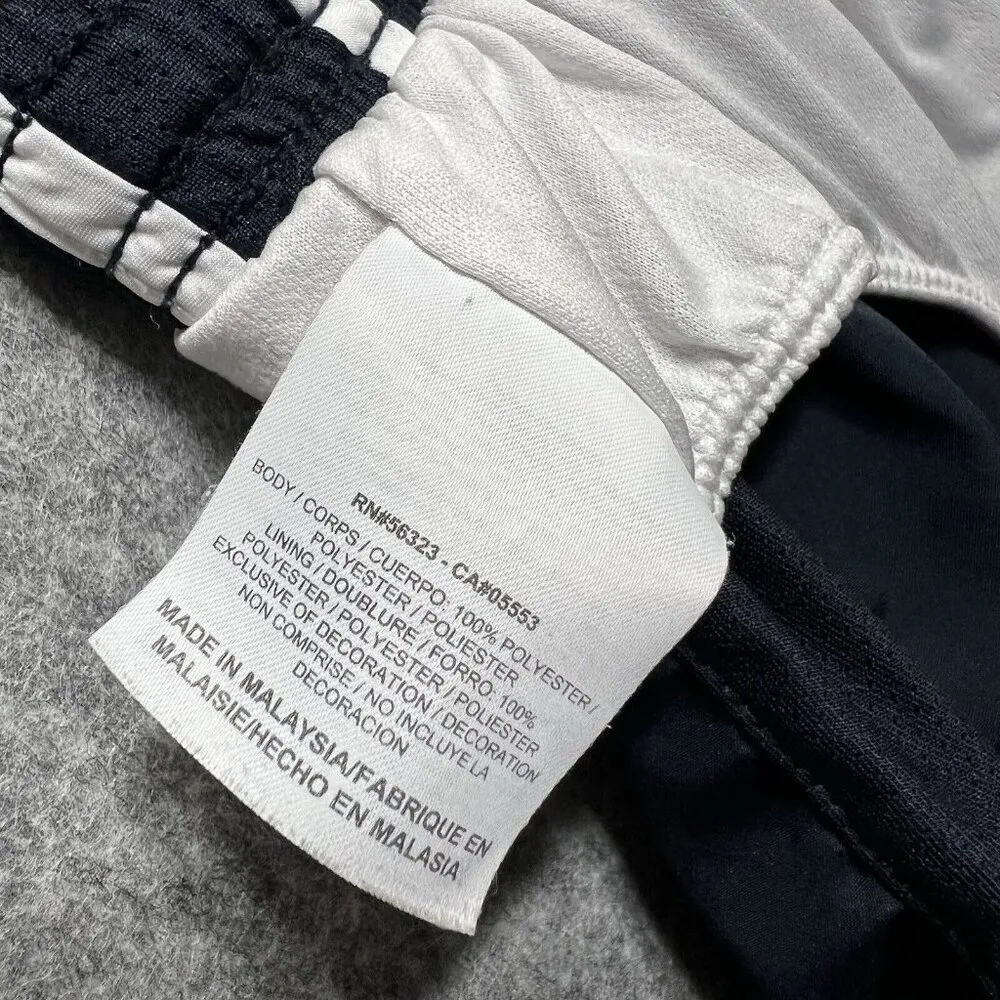 RN#56323 - CA#05553
BODY / CORPS / CUERPO: 100% POLYESTER /
POLYESTER / POLIESTER
LINING / DOUBLURE / FORRO: 100%
POLYESTER / POLYESTER / POLIESTER
EXCLUSIVE OF DECORATION / DECORATION
NON COMPRISE / NO INCLUYE LA
DECORACION
MADE IN MALAYSIA/FABRIQUE EN
MALAISIE/HECHO EN MALASIA